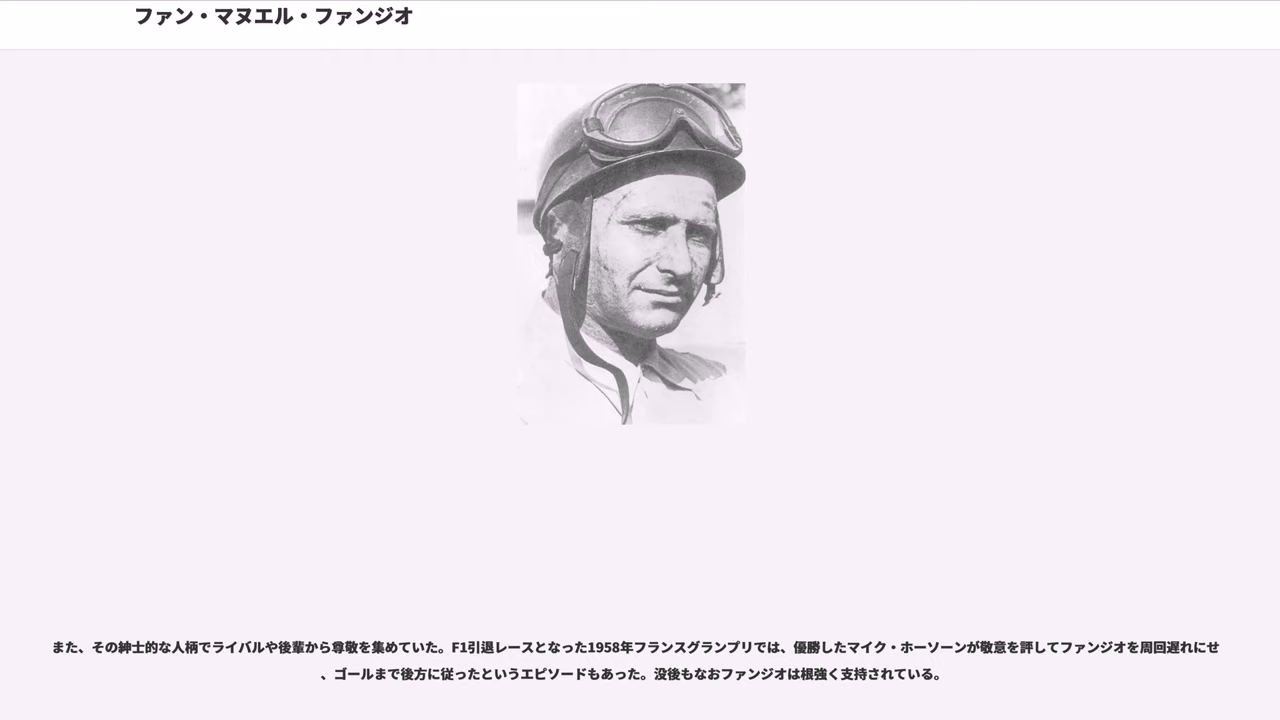 ファン・マヌエル・ファンジオ
また、その紳士的な人柄でライバルや後輩から尊敬を集めていた。F1引退レースとなった1958年フランスグランプリでは、優勝したマイク・ホーソーンが敬意を評してファンジオを周回遅れにせ
、ゴールまで後方に従ったというエピソードもあった。没後もなおファンジオは根強く支持されている。